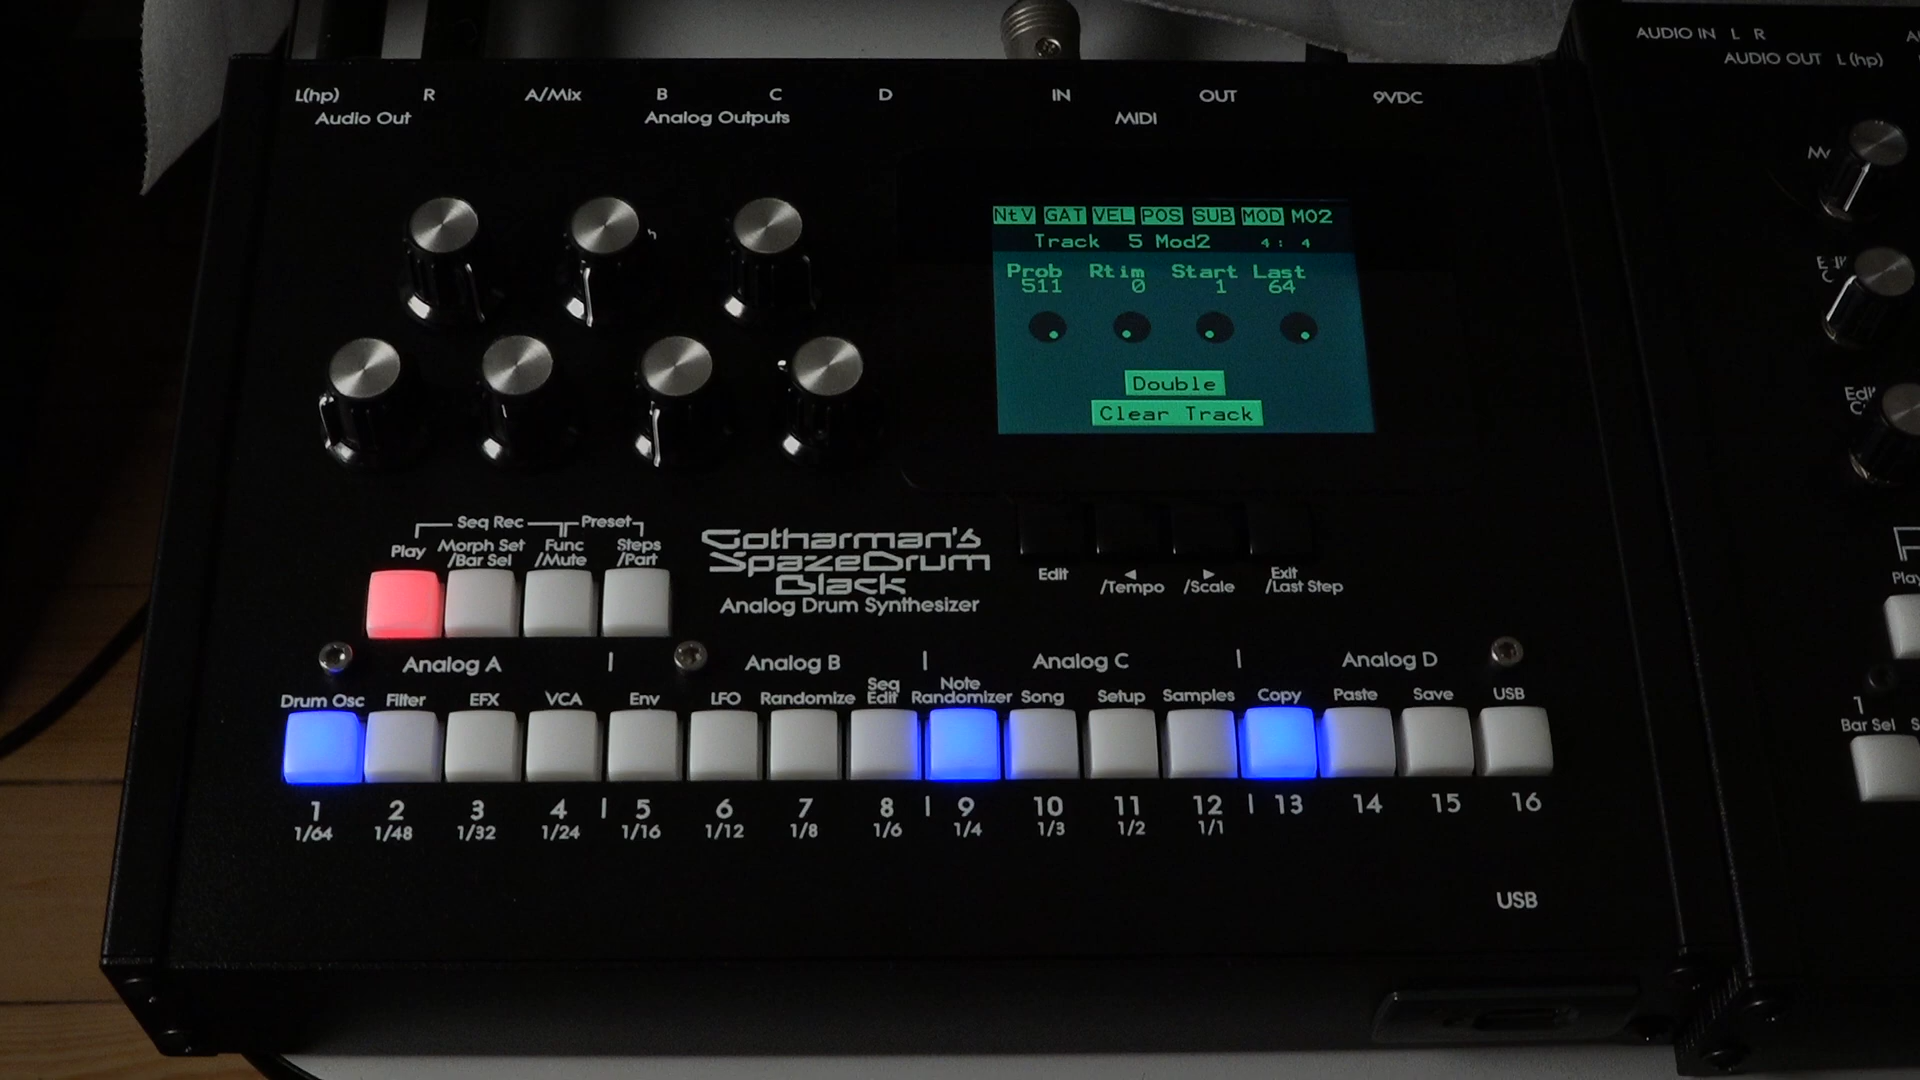 L(hp) R A/Mix B C D IN OUT 9VDC
Audio Out Analog Outputs MIDI
AUDIO IN L R
AUDIO OUT L(hp)
NtV GAT VEL POS SUB MOD MO2
Track 5 Mod2 4: 4
Prob Rtim Start Last
511 0 1 64
Double
Clear Track
Seq Rec Preset
Play Morph Set Func Steps
/Bar Sel /Mute /Part
Gotharman's
SpazeDrum
Black
Analog Drum Synthesizer
Edit ◀ ▶ Exit
/Tempo /Scale /Last Step
Analog A | Analog B | Analog C | Analog D
Drum Osc Filter EFX VCA Env LFO Randomize Seq Edit Note Randomizer Song Setup Samples Copy Paste Save USB
1 2 3 4 | 5 6 7 8 | 9 10 11 12 | 13 14 15 16
1/64 1/48 1/32 1/24 1/16 1/12 1/8 1/6 1/4 1/3 1/2 1/1
USB
Play
1
Bar Sel